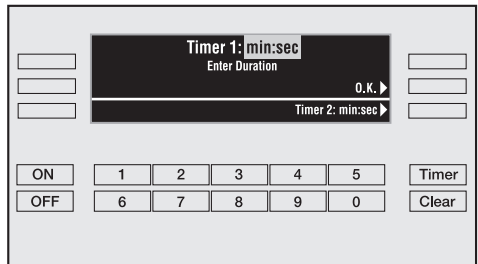 Timer 1: min:sec
Enter Duration
O.K.
Timer 2: min:sec
ON 1 2 3 4 5 Timer
OFF 6 7 8 9 0 Clear